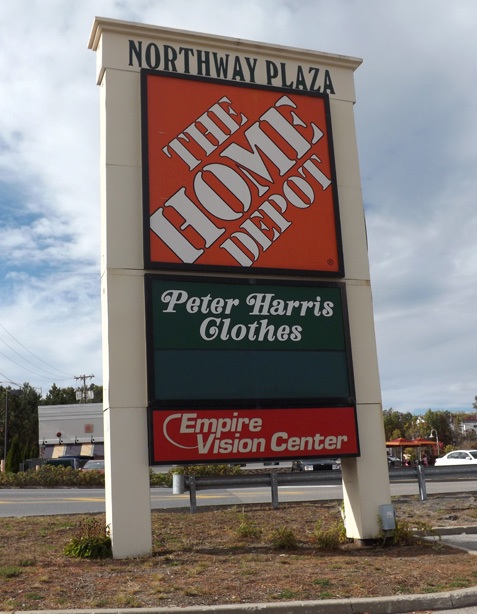 NORTHWAY PLAZA
THE
HOME
DEPOT
®
Peter Harris
Clothes
Empire
Vision Center